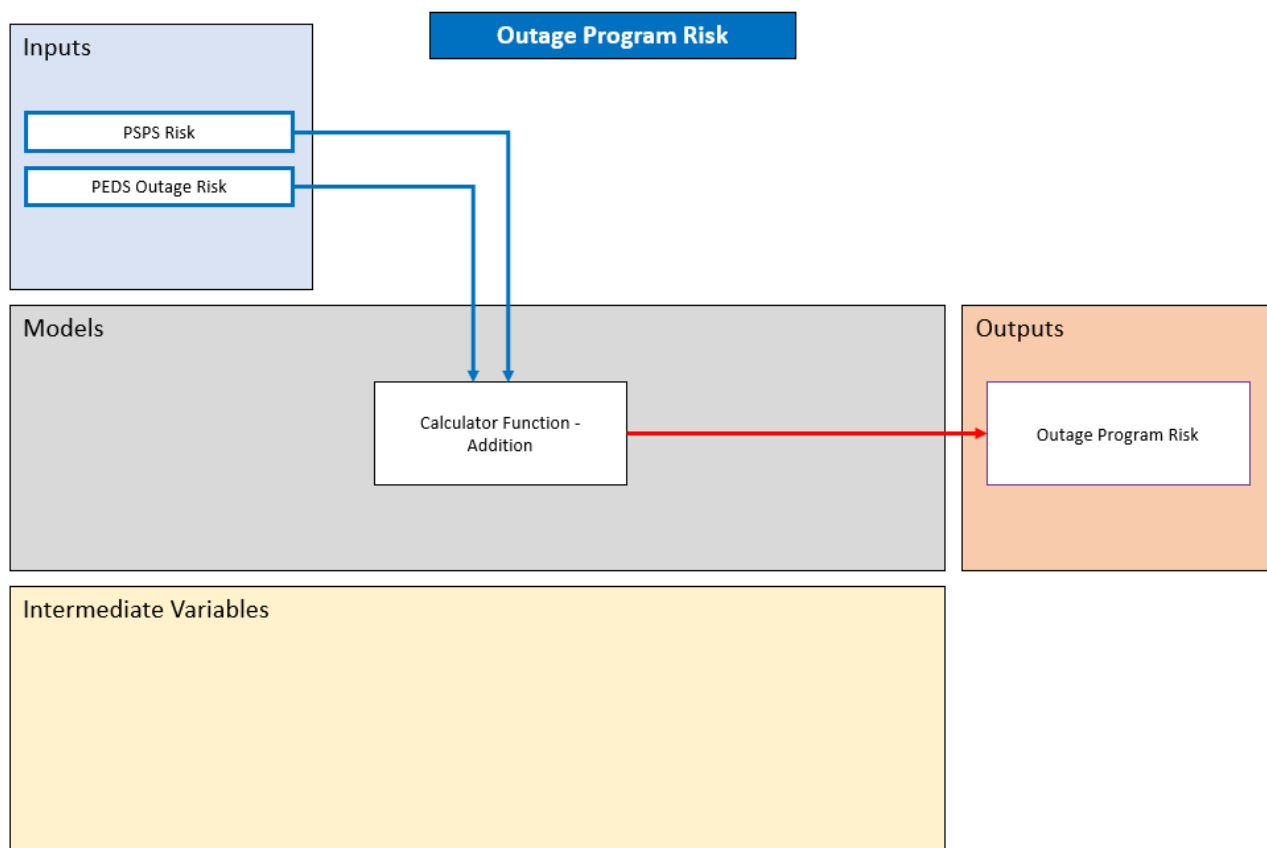 Outage Program Risk
Inputs
PSPS Risk
PEDS Outage Risk
Models
Calculator Function -
Addition
Outputs
Outage Program Risk
Intermediate Variables